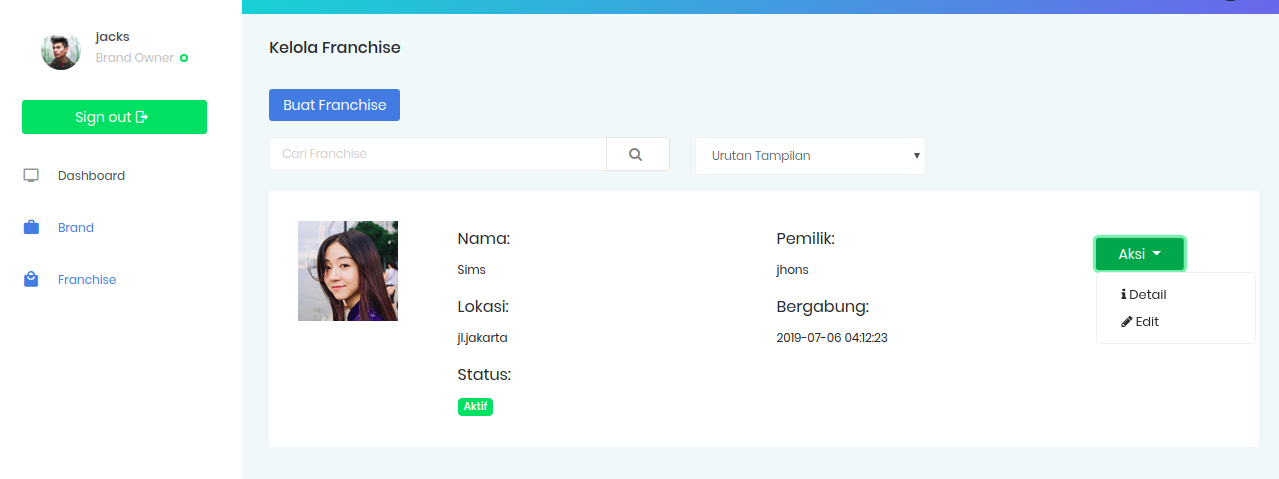 jacks
Brand Owner
Sign out
Dashboard
Brand
Franchise
Kelola Franchise
Buat Franchise
Cari Franchise
Urutan Tampilan
Nama:
Sims
Lokasi:
jl.jakarta
Status:
Aktif
Pemilik:
jhons
Bergabung:
2019-07-06 04:12:23
Aksi
Detail
Edit